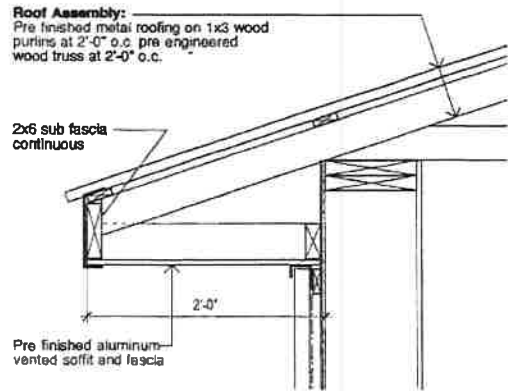 Roof Assembly:
Pre finished metal roofing on 1x3 wood
purlins at 2'-0" o.c. pre engineered
wood truss at 2'-0" o.c.
2x6 sub fascia
continuous
2'-0"
Pre finished aluminum
vented soffit and fascia